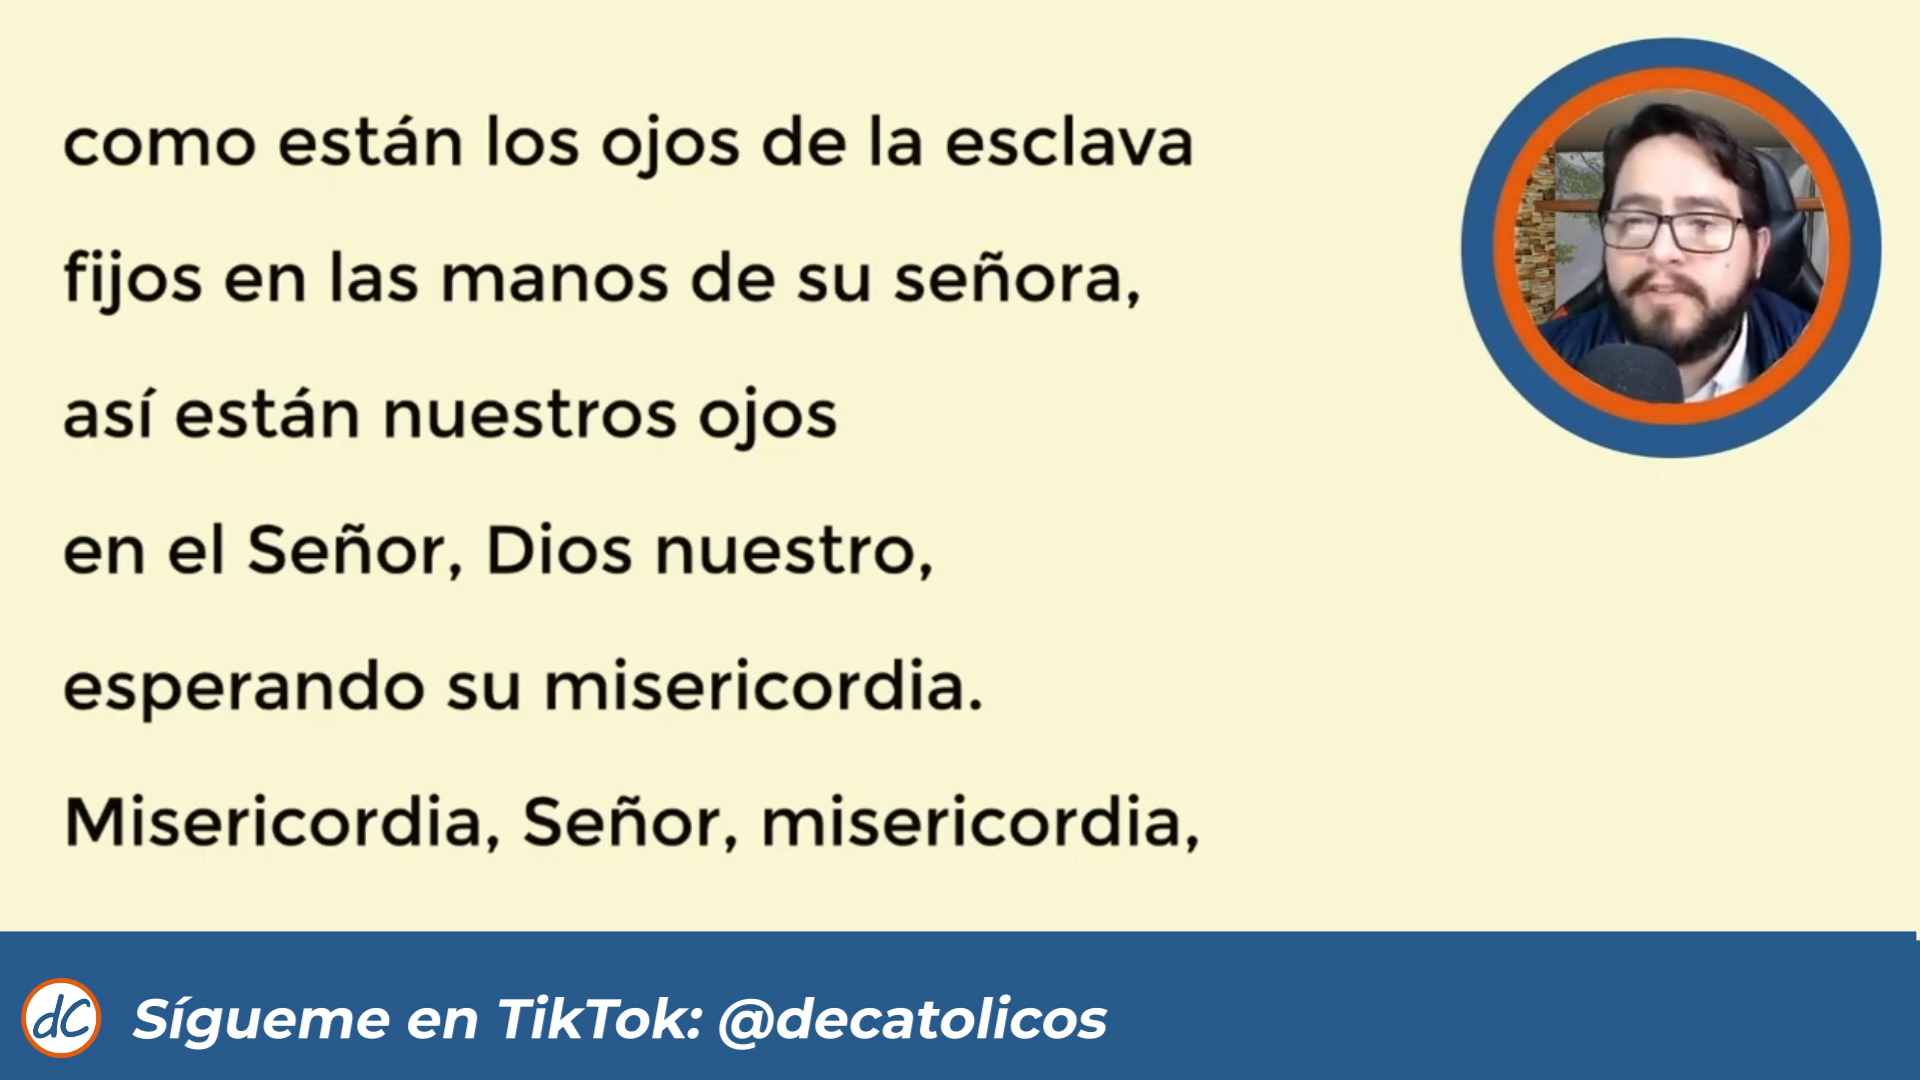 como están los ojos de la esclava
fijos en las manos de su señora,
así están nuestros ojos
en el Señor, Dios nuestro,
esperando su misericordia.
Misericordia, Señor, misericordia,
dC Sígueme en TikTok: @decatolicos